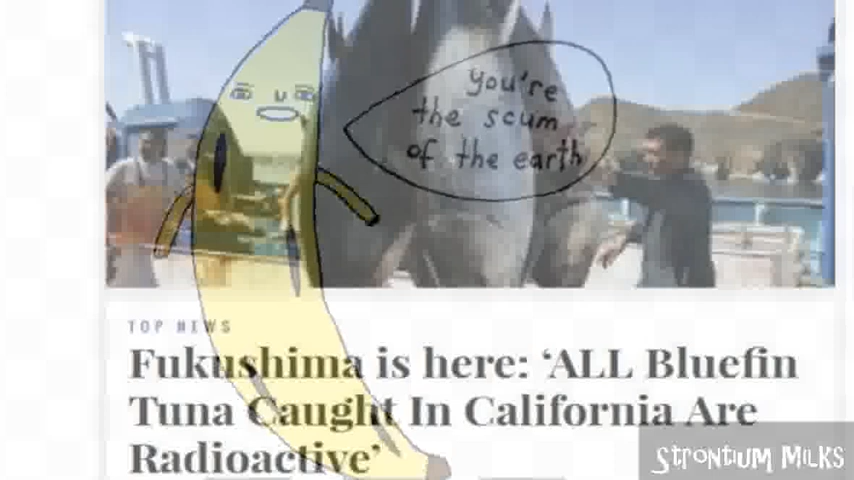 you're
the scum
of the earth
TOP NEWS
Fukushima is here: ‘ALL Bluefin
Tuna Caught In California Are
Radioactive’
Strontium Milks